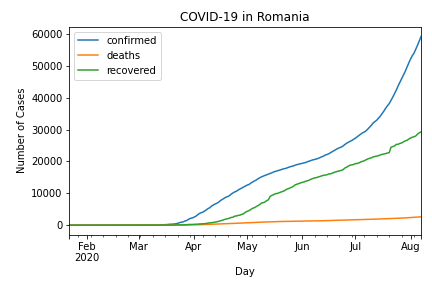 COVID-19 in Romania
confirmed
deaths
recovered
Number of Cases
60000
50000
40000
30000
20000
10000
0
Feb
2020
Mar
Apr
May
Jun
Jul
Aug
Day